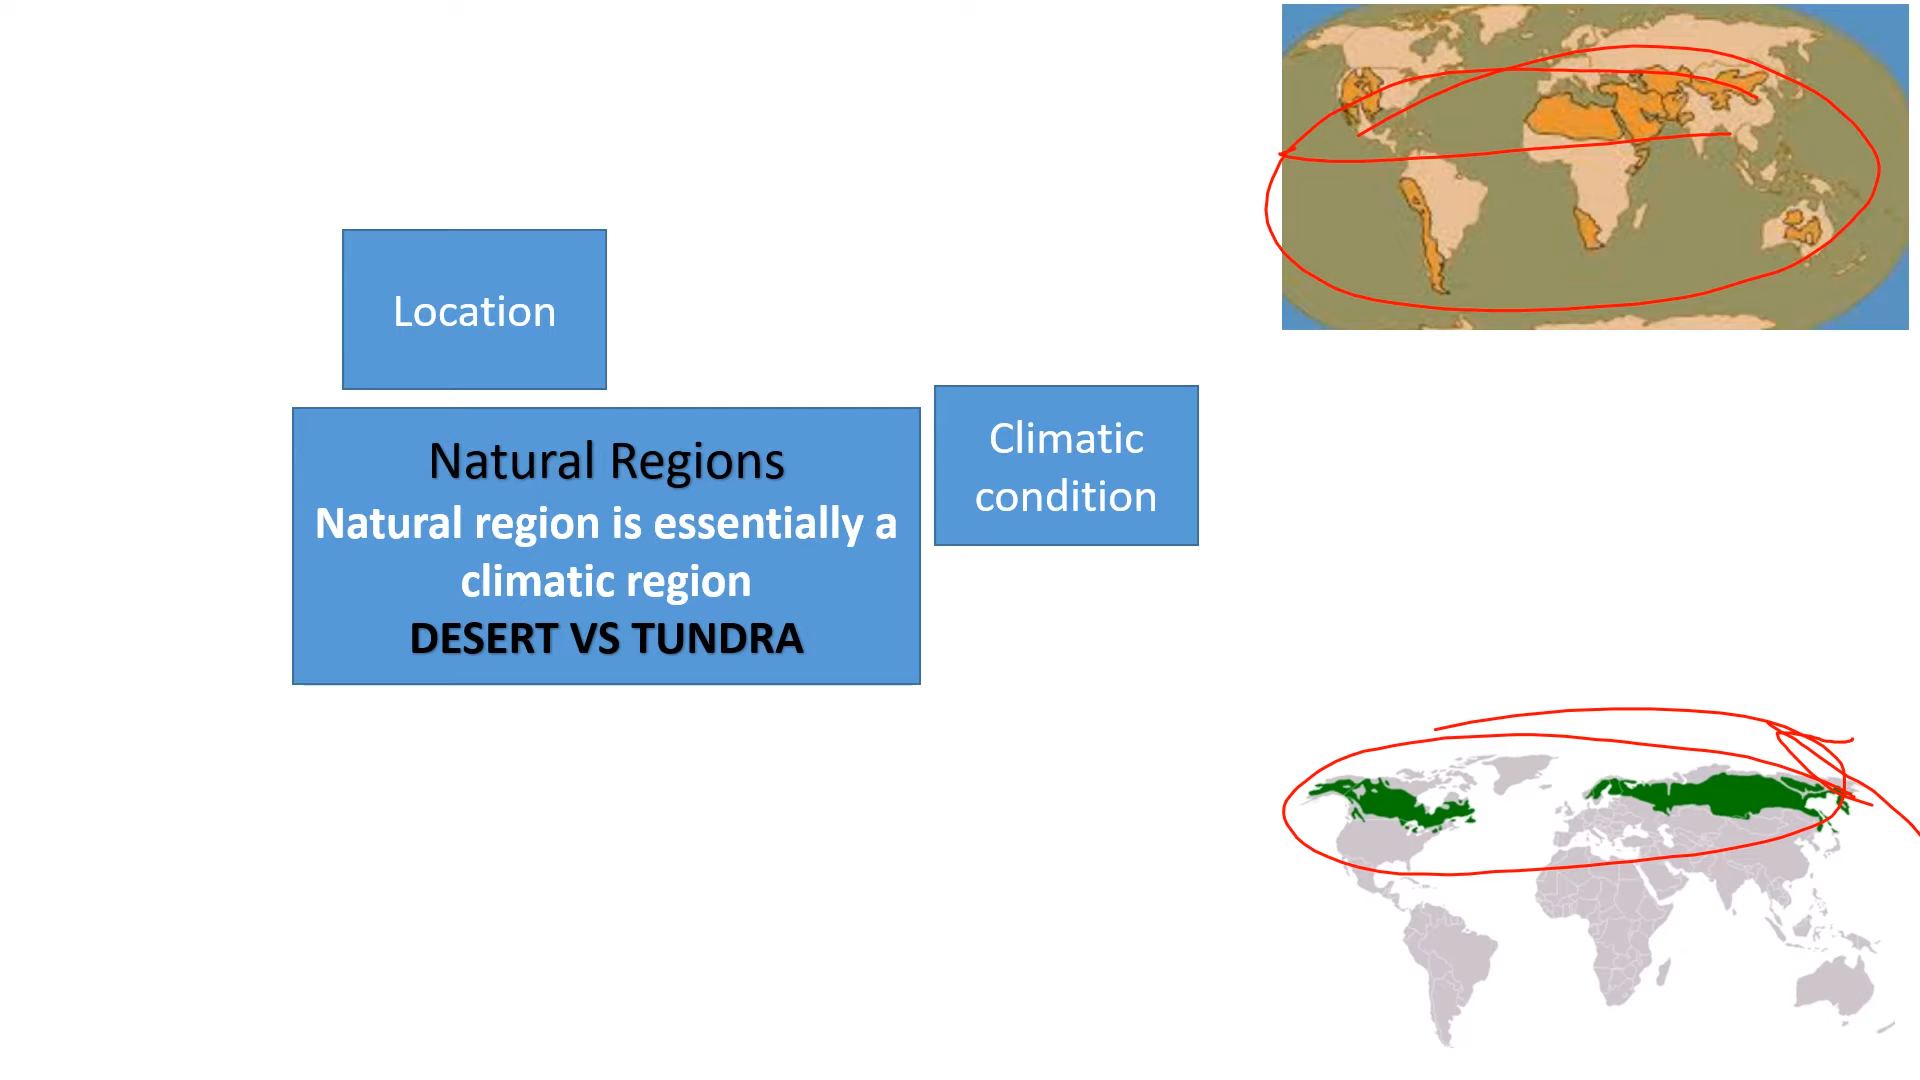 Location
Climatic
condition
Natural Regions
Natural region is essentially a
climatic region
DESERT VS TUNDRA